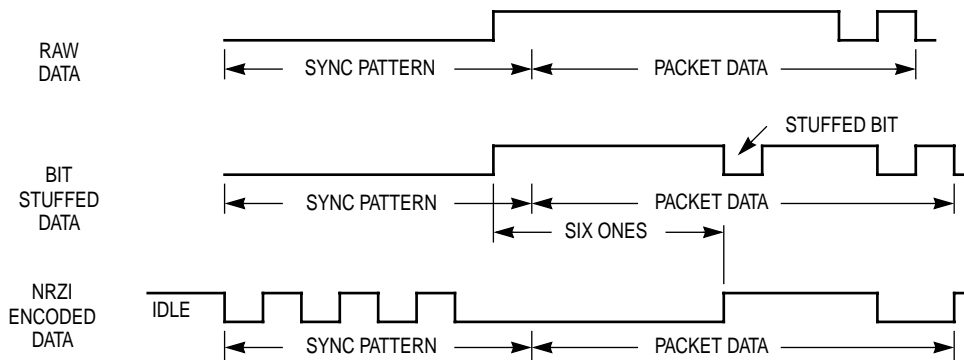 RAW
DATA
SYNC PATTERN
PACKET DATA
STUFFED BIT
BIT
STUFFED
DATA
SYNC PATTERN
PACKET DATA
SIX ONES
NRZI
ENCODED
DATA
IDLE
SYNC PATTERN
PACKET DATA